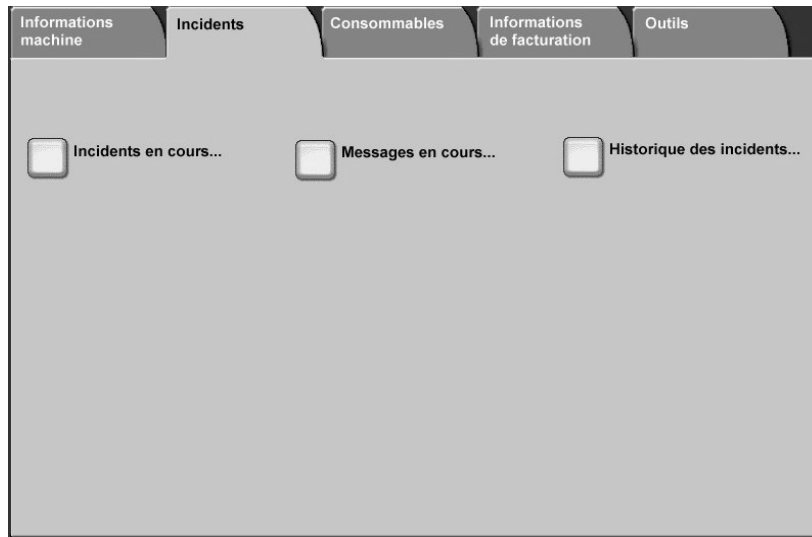 Informations
machine
Incidents
Consommables
Informations
de facturation
Outils
Incidents en cours...
Messages en cours...
Historique des incidents...